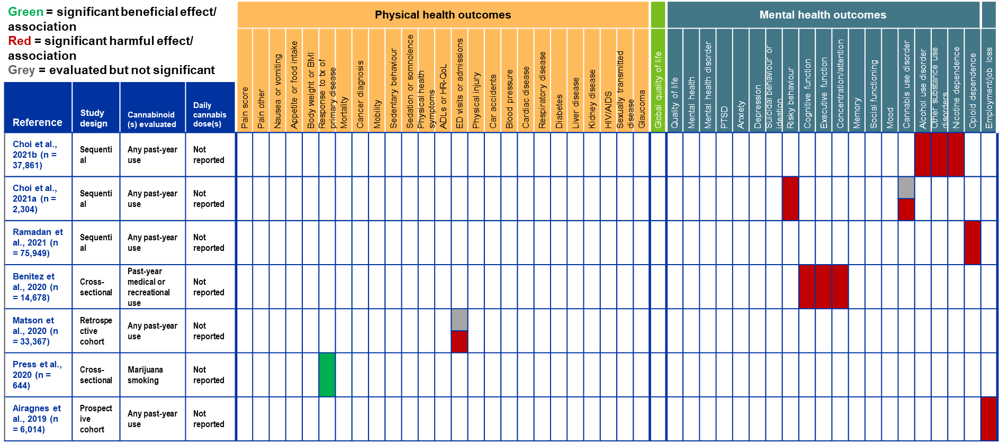 Green = significant beneficial effect/
association
Red = significant harmful effect/
association
Grey = evaluated but not significant
Physical health outcomes
Mental health outcomes
Reference
Study
design
Cannabinoid
(s) evaluated
Daily
cannabis
dose(s)
Pain score
Pain other
Nausea or vomiting
Appetite or food intake
Body weight or BMI
Response to tx of
primary disease
Mortality
Cancer diagnosis
Mobility
Sedentary behaviour
Sedation or somnolence
Physical health
symptoms
ADLs or HR-QoL
ED visits or admissions
Physical injury
Car accidents
Blood pressure
Cardiac disease
Respiratory disease
Diabetes
Liver disease
Kidney disease
HIV/AIDS
Sexually transmitted
disease
Glaucoma
Global quality of life
Quality of life
Mental health
Mental health disorder
PTSD
Anxiety
Depression
Suicidal behaviour or
ideation
Risky behaviour
Cognitive function
Executive function
Concentration/attention
Memory
Social functioning
Mood
Cannabis use disorder
Alcohol use disorder
Other substance use
disorders
Nicotine dependence
Opioid dependence
Employment/job loss
Choi et al.,
2021b (n =
37,861)
Sequenti
al
Any past-year
use
Not
reported
Choi et al.,
2021a (n =
2,304)
Sequenti
al
Any past-year
use
Not
reported
Ramadan et
al., 2021 (n
= 75,949)
Sequenti
al
Any past-year
use
Not
reported
Benitez et
al., 2020 (n
= 14,678)
Cross-
sectional
Past-year
medical or
recreational
use
Not
reported
Matson et
al., 2020 (n
= 33,367)
Retrospe
ctive
cohort
Any past-year
use
Not
reported
Press et al.,
2020 (n =
644)
Cross-
sectional
Marijuana
smoking
Not
reported
Airagnes et
al., 2019 (n
= 6,014)
Prospect
ive
cohort
Any past-year
use
Not
reported